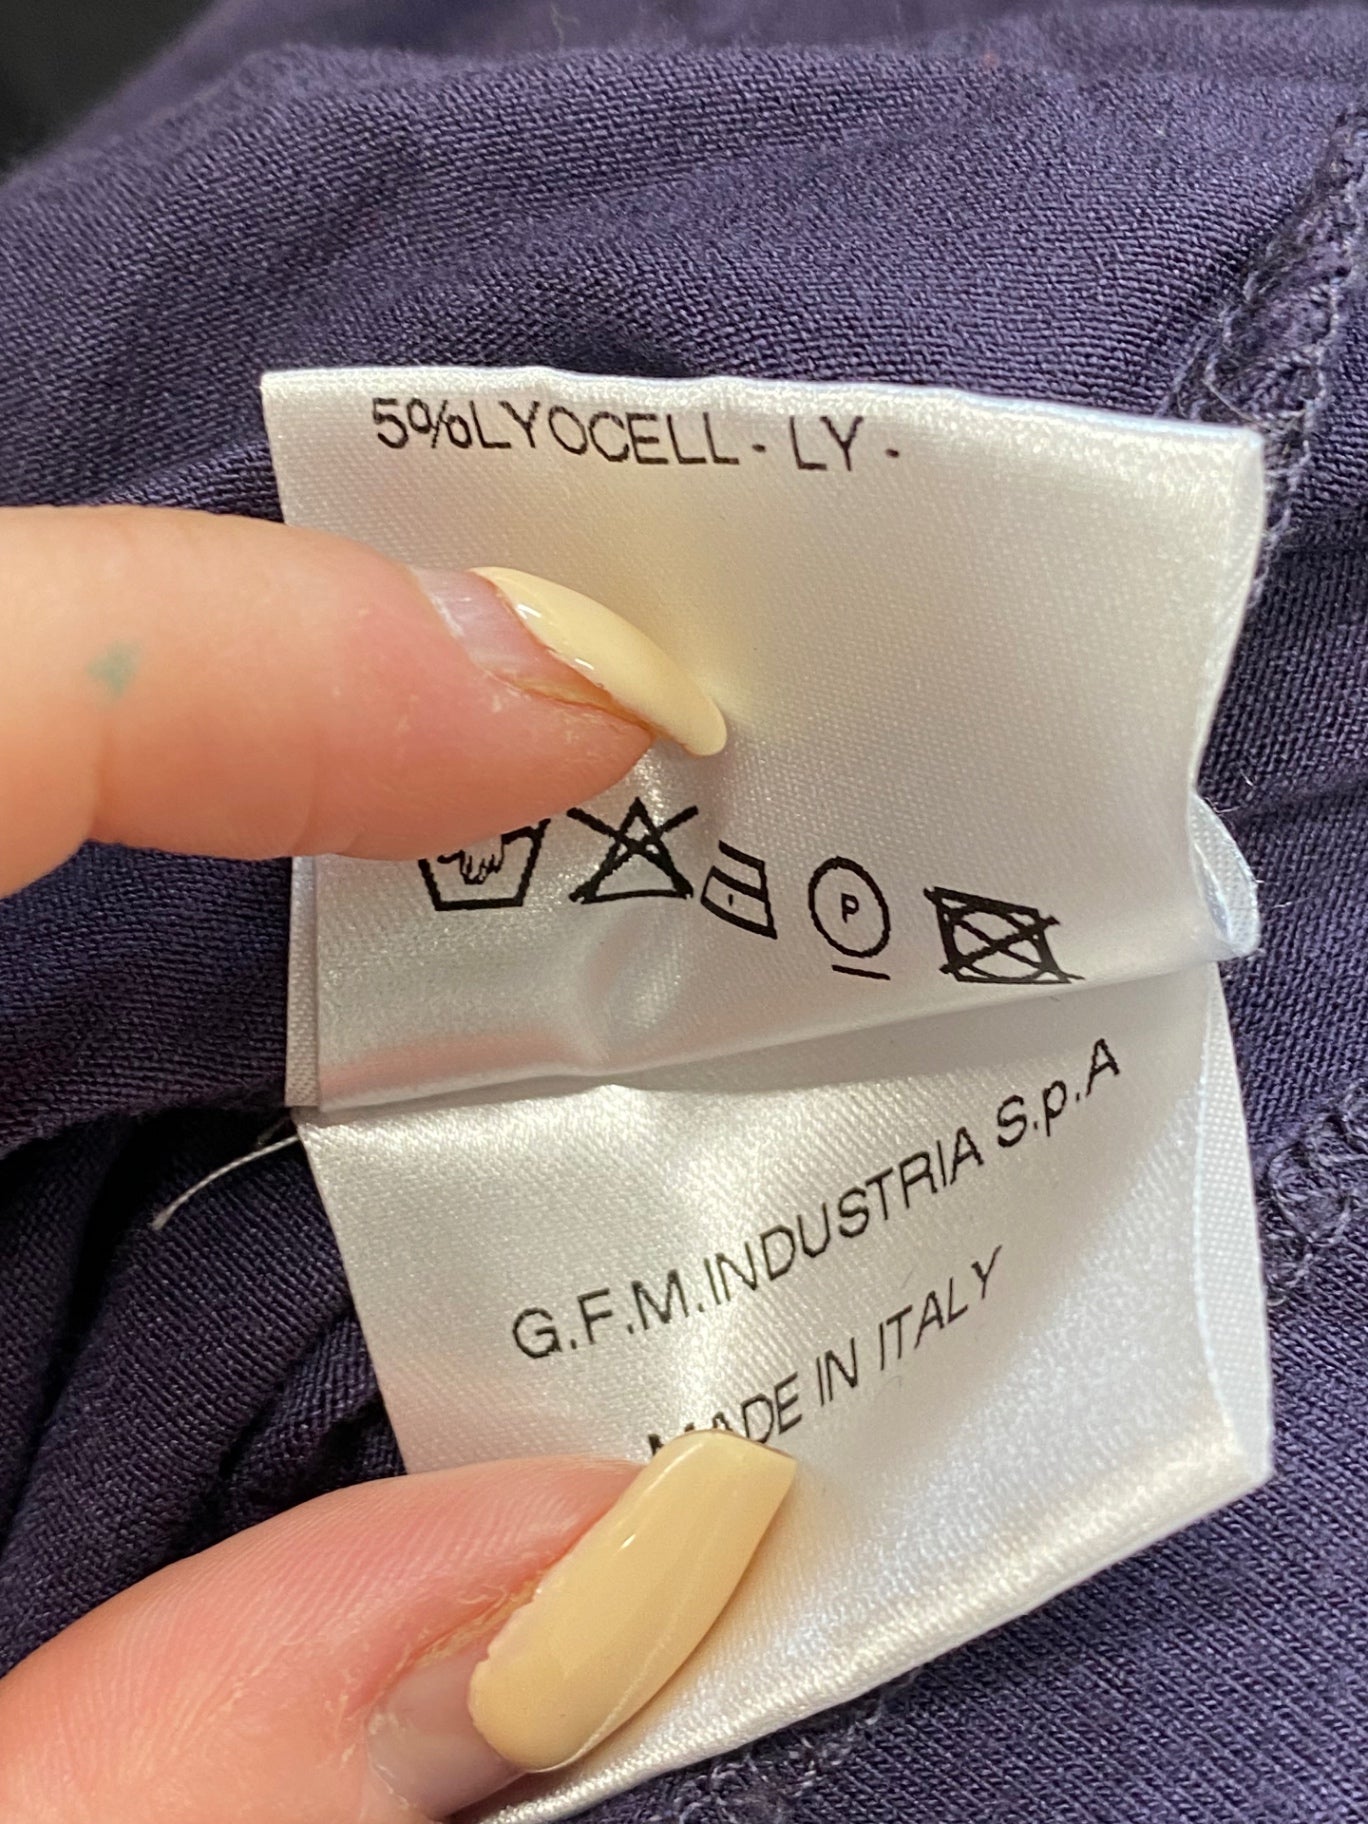 5%LYOCELL - LY -
P
G.F.M.INDUSTRIA S.p.A
MADE IN ITALY